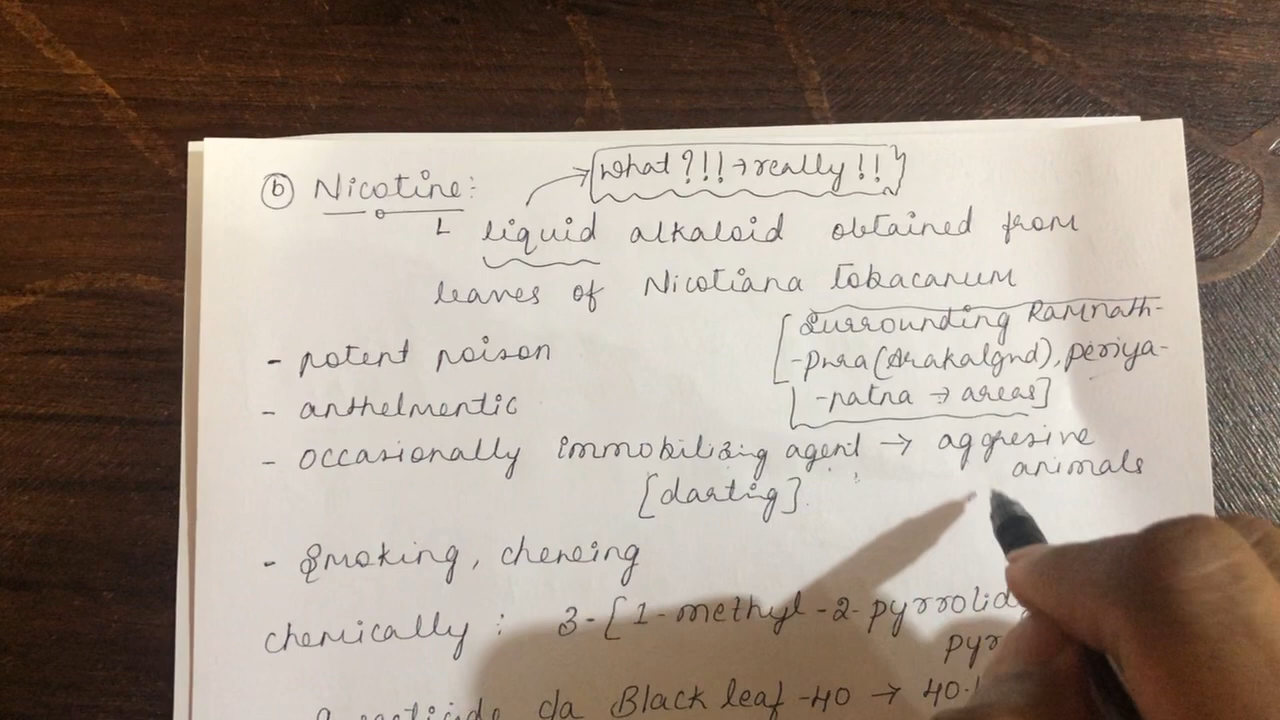 ⓑ Nicotine:
what ?!! → really !!
↳ liquid alkaloid obtained from
leaves of Nicotiana tobacanum
[Surrounding Ramnath-
-pura (Arakalgud), periya-
-patna → areas]
- potent poison
- anthelmentic
- occasionally immobilizing agent → aggresive
animals
[darting].
- Smoking, chewing
chemically : 3-[1-methyl-2-pyrrolid
pyr
Black leaf -40 → 40.